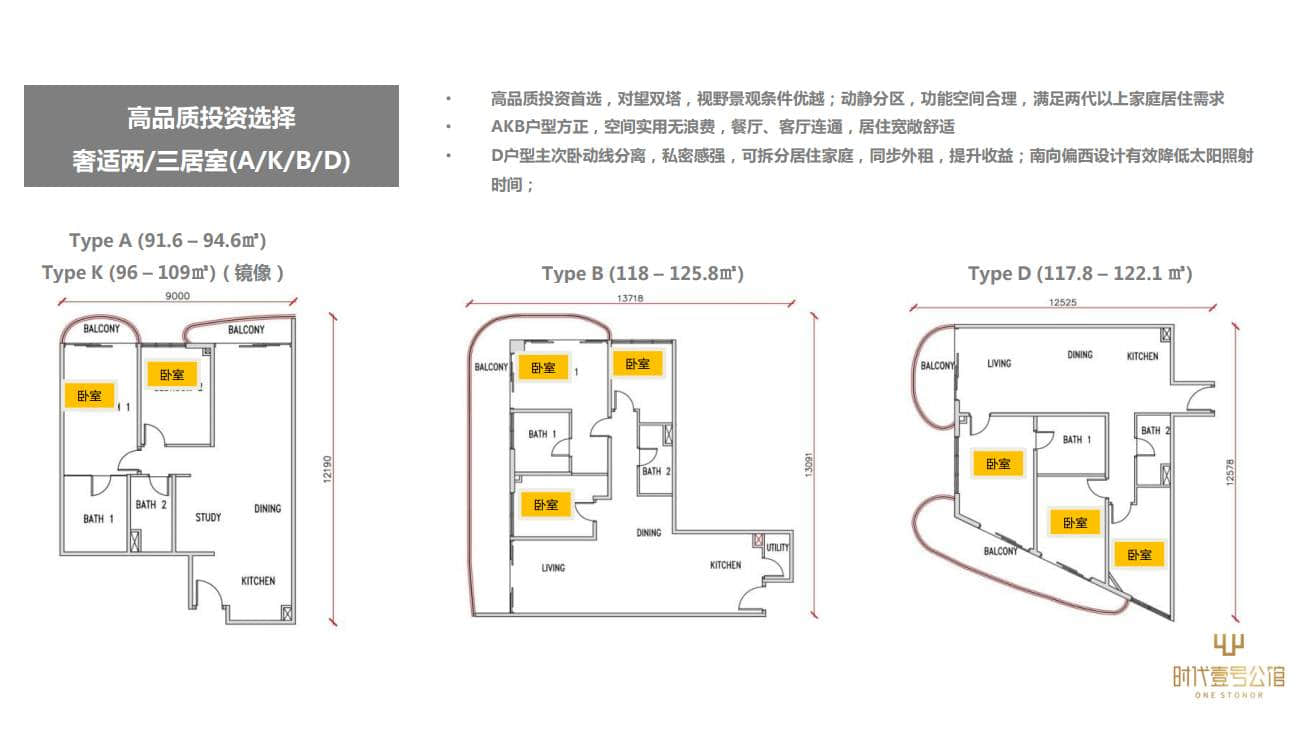 高品质投资选择
奢适两/三居室(A/K/B/D)
• 高品质投资首选，对望双塔，视野景观条件优越；动静分区，功能空间合理，满足两代以上家庭居住需求
• AKB户型方正，空间实用无浪费，餐厅、客厅连通，居住宽敞舒适
• D户型主次卧动线分离，私密感强，可拆分居住家庭，同步外租，提升收益；南向偏西设计有效降低太阳照射
时间；
Type A (91.6 – 94.6㎡)
Type K (96 – 109㎡)（镜像）
9000
BALCONY
BALCONY
卧室
卧室
1
12190
BATH 1
BATH 2
STUDY
DINING
KITCHEN
Type B (118 – 125.8㎡)
13718
BALCONY
卧室
1
卧室
BATH 1
BATH 2
卧室
13091
DINING
LIVING
KITCHEN
UTILITY
Type D (117.8 – 122.1 ㎡)
12525
BALCONY
LIVING
DINING
KITCHEN
BATH 1
BATH 2
卧室
12578
卧室
卧室
BALCONY
时代壹号公馆
ONE STONOR